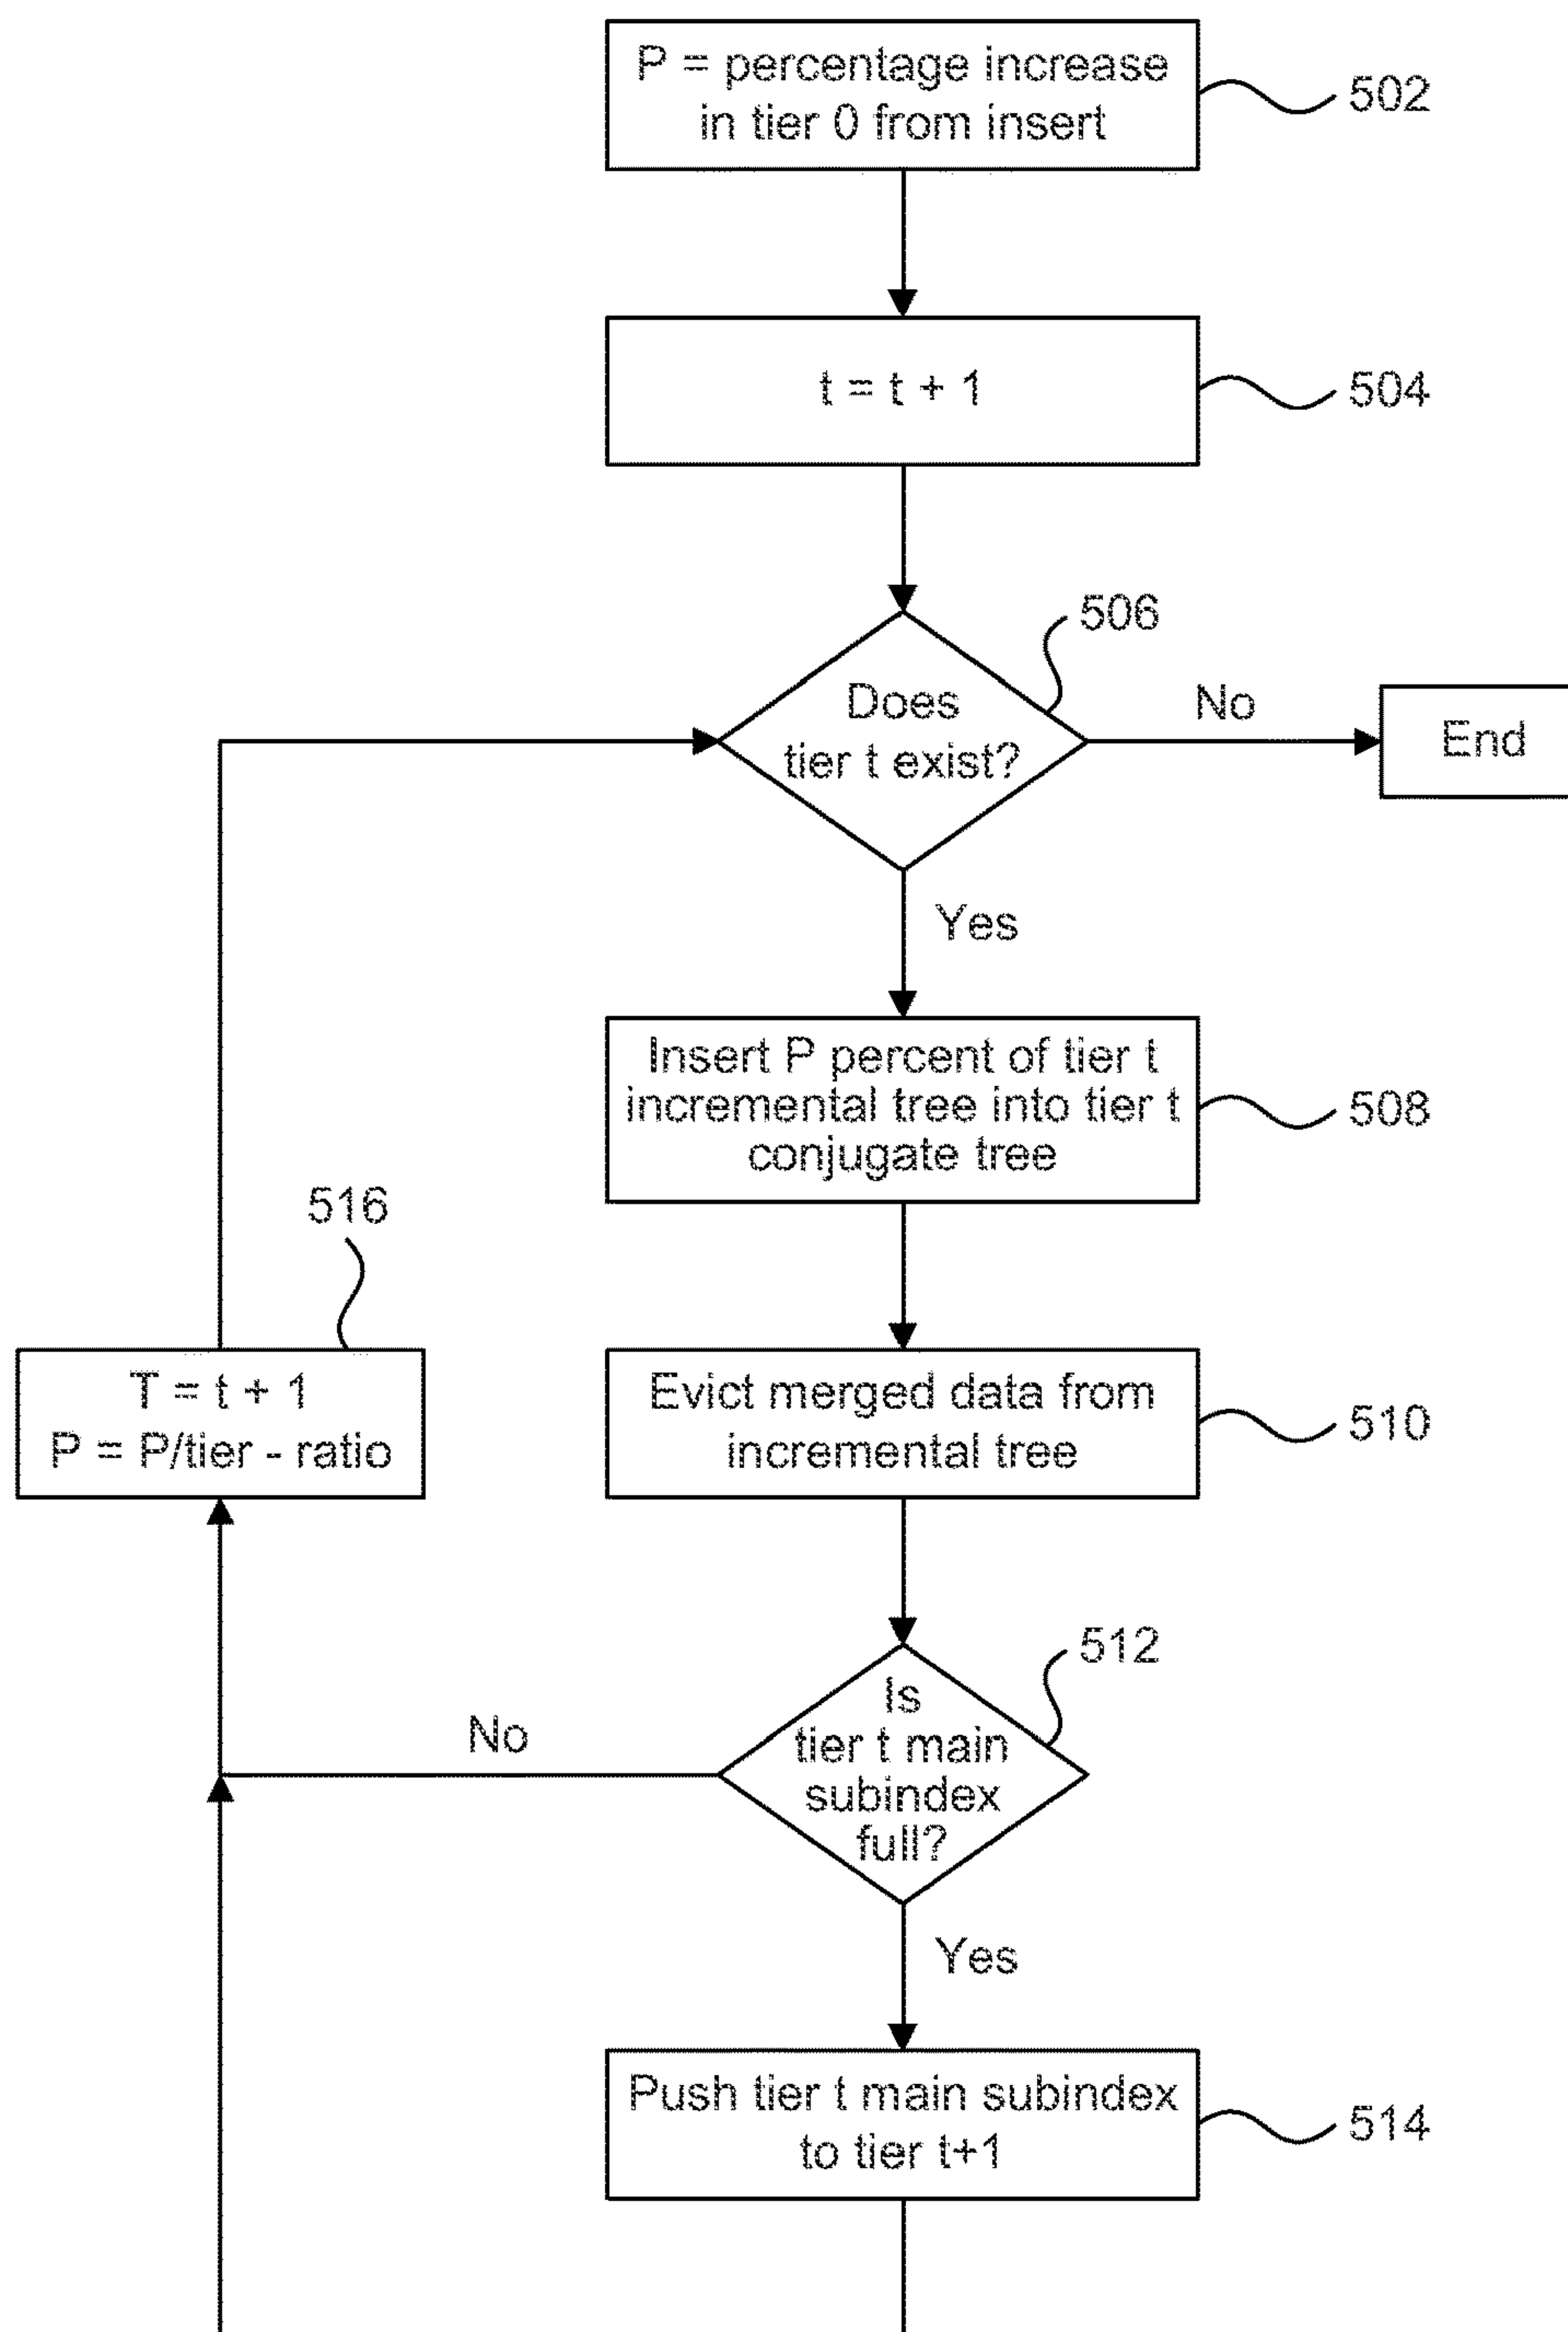 P = percentage increase
in tier 0 from insert
502
t = t + 1
504
506
Does
tier t exist?
No
End
Yes
Insert P percent of tier t
incremental tree into tier t
conjugate tree
508
516
T = t + 1
P = P/tier - ratio
Evict merged data from
incremental tree
510
512
Is
tier t main
subindex
full?
No
Yes
Push tier t main subindex
to tier t+1
514